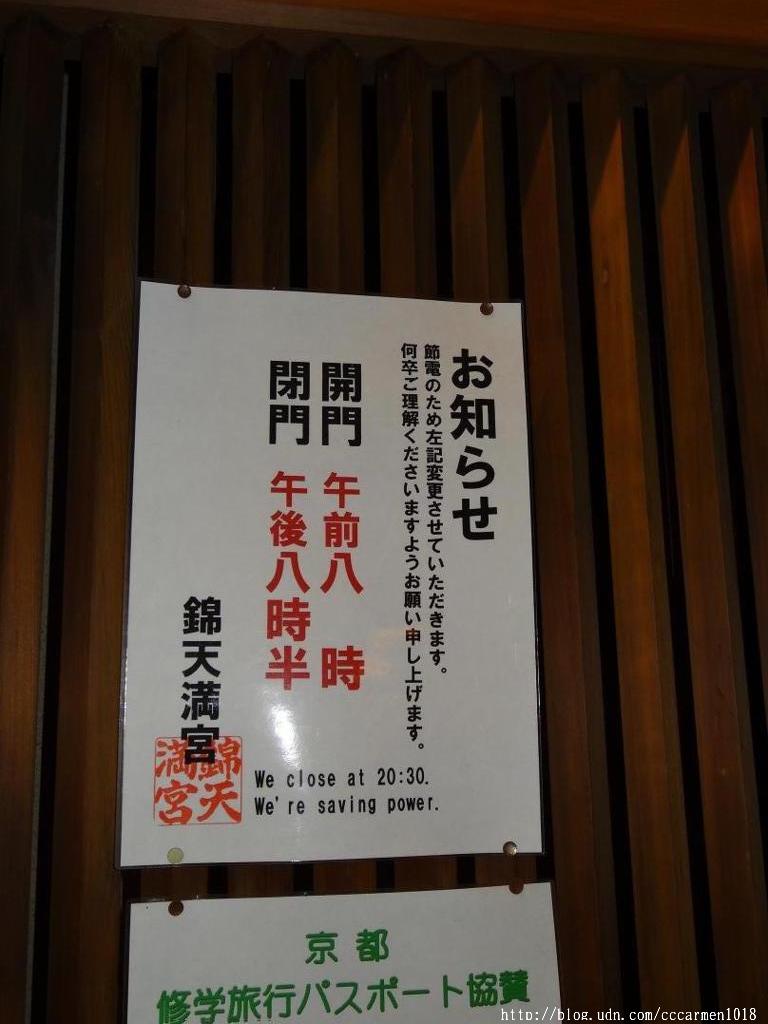 お知らせ
節電のため左記変更させていただきます。
何卒ご理解くださいますようお願い申し上げます。
開門 午前八 時
閉門 午後八時半
錦天満宮
錦天
満宮
We close at 20:30.
We're saving power.
京都
修学旅行パスポート協賛
http://blog.udn.com/cccarmen1018